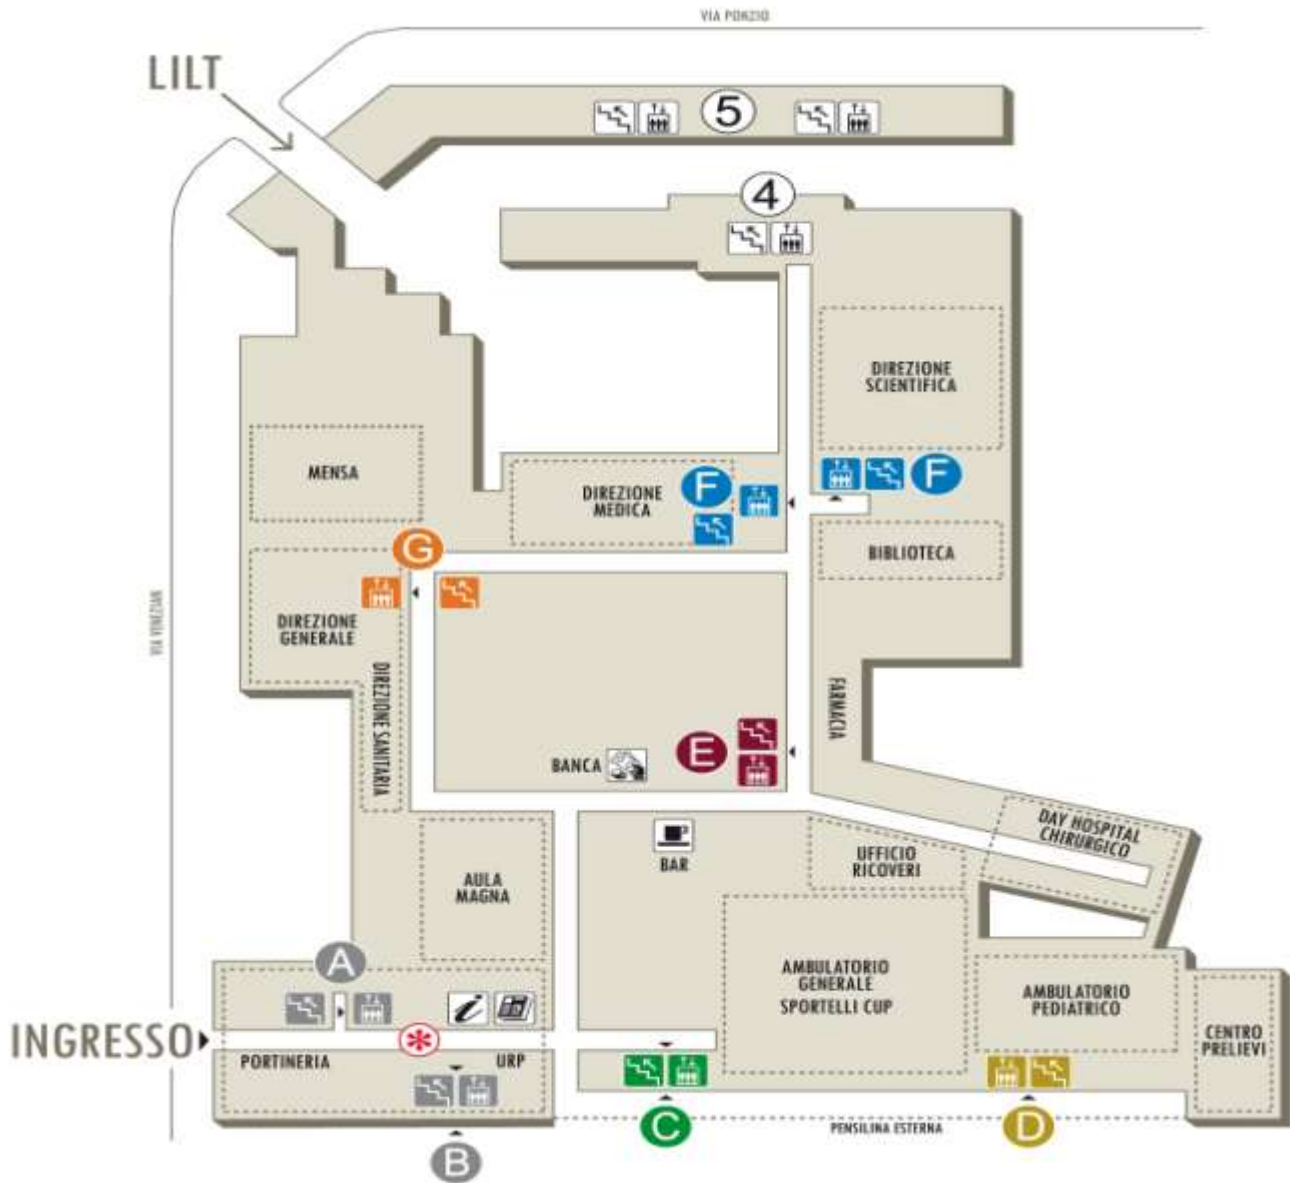 VIA PONZIO
LILT
5
4
DIREZIONE
SCIENTIFICA
MENSA
DIREZIONE
MEDICA
F
F
BIBLIOTECA
G
VIA VENEZIAN
DIREZIONE
GENERALE
DIREZIONE SANITARIA
FARMACIA
BANCA
E
DAY HOSPITAL
CHIRURGICO
BAR
UFFICIO
RICOVERI
AULA
MAGNA
A
AMBULATORIO
GENERALE
SPORTELLI CUP
AMBULATORIO
PEDIATRICO
INGRESSO
*
PORTINERIA
URP
i
CENTRO
PRELIEVI
C
D
PENSILINA ESTERNA
B